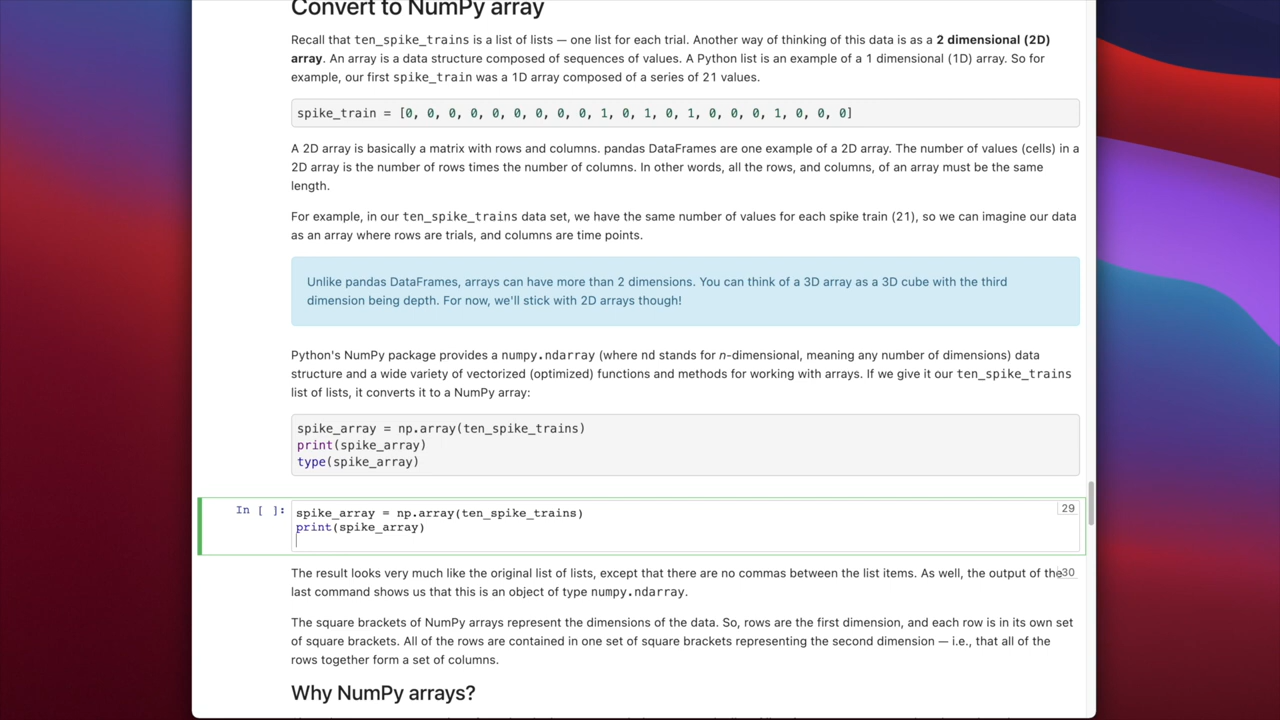 Convert to NumPy array
Recall that ten_spike_trains is a list of lists — one list for each trial. Another way of thinking of this data is as a 2 dimensional (2D)
array. An array is a data structure composed of sequences of values. A Python list is an example of a 1 dimensional (1D) array. So for
example, our first spike_train was a 1D array composed of a series of 21 values.
spike_train = [0, 0, 0, 0, 0, 0, 0, 0, 0, 1, 0, 1, 0, 1, 0, 0, 0, 1, 0, 0, 0]
A 2D array is basically a matrix with rows and columns. pandas DataFrames are one example of a 2D array. The number of values (cells) in a
2D array is the number of rows times the number of columns. In other words, all the rows, and columns, of an array must be the same
length.
For example, in our ten_spike_trains data set, we have the same number of values for each spike train (21), so we can imagine our data
as an array where rows are trials, and columns are time points.
Unlike pandas DataFrames, arrays can have more than 2 dimensions. You can think of a 3D array as a 3D cube with the third
dimension being depth. For now, we'll stick with 2D arrays though!
Python's NumPy package provides a numpy.ndarray (where nd stands for n-dimensional, meaning any number of dimensions) data
structure and a wide variety of vectorized (optimized) functions and methods for working with arrays. If we give it our ten_spike_trains
list of lists, it converts it to a NumPy array:
spike_array = np.array(ten_spike_trains)
print(spike_array)
type(spike_array)
In [ ]: spike_array = np.array(ten_spike_trains) 29
print(spike_array)
The result looks very much like the original list of lists, except that there are no commas between the list items. As well, the output of the 30
last command shows us that this is an object of type numpy.ndarray.
The square brackets of NumPy arrays represent the dimensions of the data. So, rows are the first dimension, and each row is in its own set
of square brackets. All of the rows are contained in one set of square brackets representing the second dimension — i.e., that all of the
rows together form a set of columns.
Why NumPy arrays?